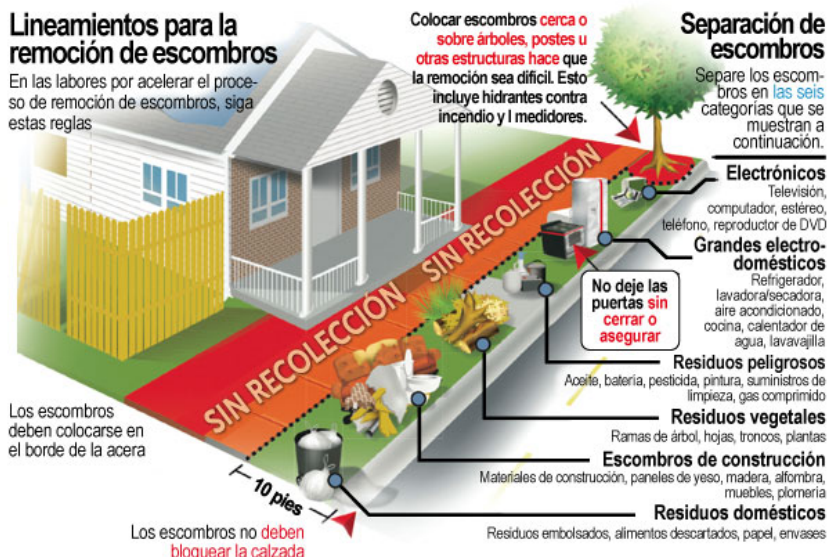 Lineamientos para la
remoción de escombros
En las labores por acelerar el proce-
so de remoción de escombros, siga
estas reglas
Colocar escombros cerca o
sobre árboles, postes u
otras estructuras hace que
la remoción sea difícil. Esto
incluye hidrantes contra
incendio y l medidores.
Separación de
escombros
Separe los escom-
bros en las seis
categorías que se
muestran a
continuación.
Electrónicos
Televisión,
computador, estéreo,
teléfono, reproductor de DVD
Grandes electro-
domésticos
Refrigerador,
lavadora/secadora,
aire acondicionado,
cocina, calentador de
agua, lavavajilla
No deje las
puertas sin
cerrar o
asegurar
Residuos peligrosos
Aceite, batería, pesticida, pintura, suministros de
limpieza, gas comprimido
Residuos vegetales
Ramas de árbol, hojas, troncos, plantas
Escombros de construcción
Materiales de construcción, paneles de yeso, madera, alfombra,
muebles, plomería
Residuos domésticos
Residuos embolsados, alimentos descartados, papel, envases
SIN RECOLECCIÓN
SIN RECOLECCIÓN
Los escombros
deben colocarse en
el borde de la acera
10 pies
Los escombros no deben
bloquear la calzada